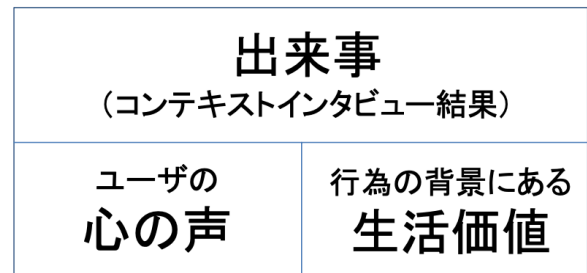 出来事
（コンテキストインタビュー結果）
ユーザの
心の声
行為の背景にある
生活価値